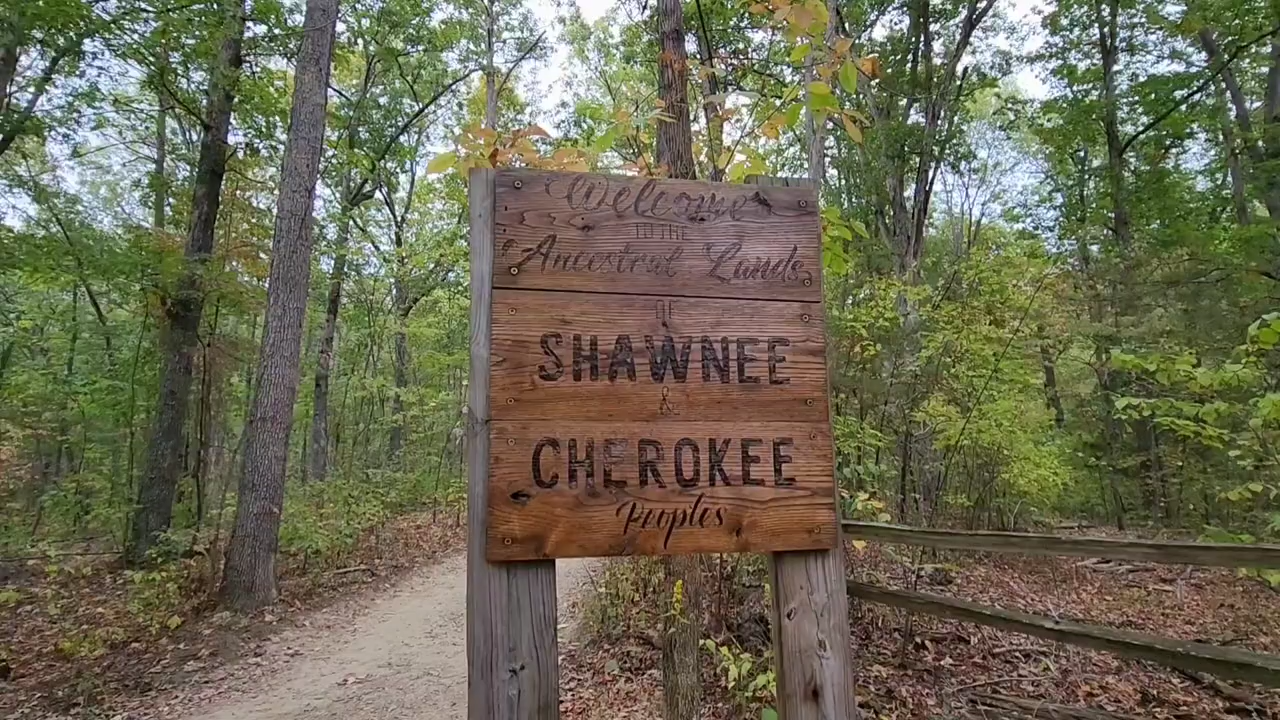 Welcome
TO THE
Ancestral Lands
OF
SHAWNEE
&
CHEROKEE
Peoples